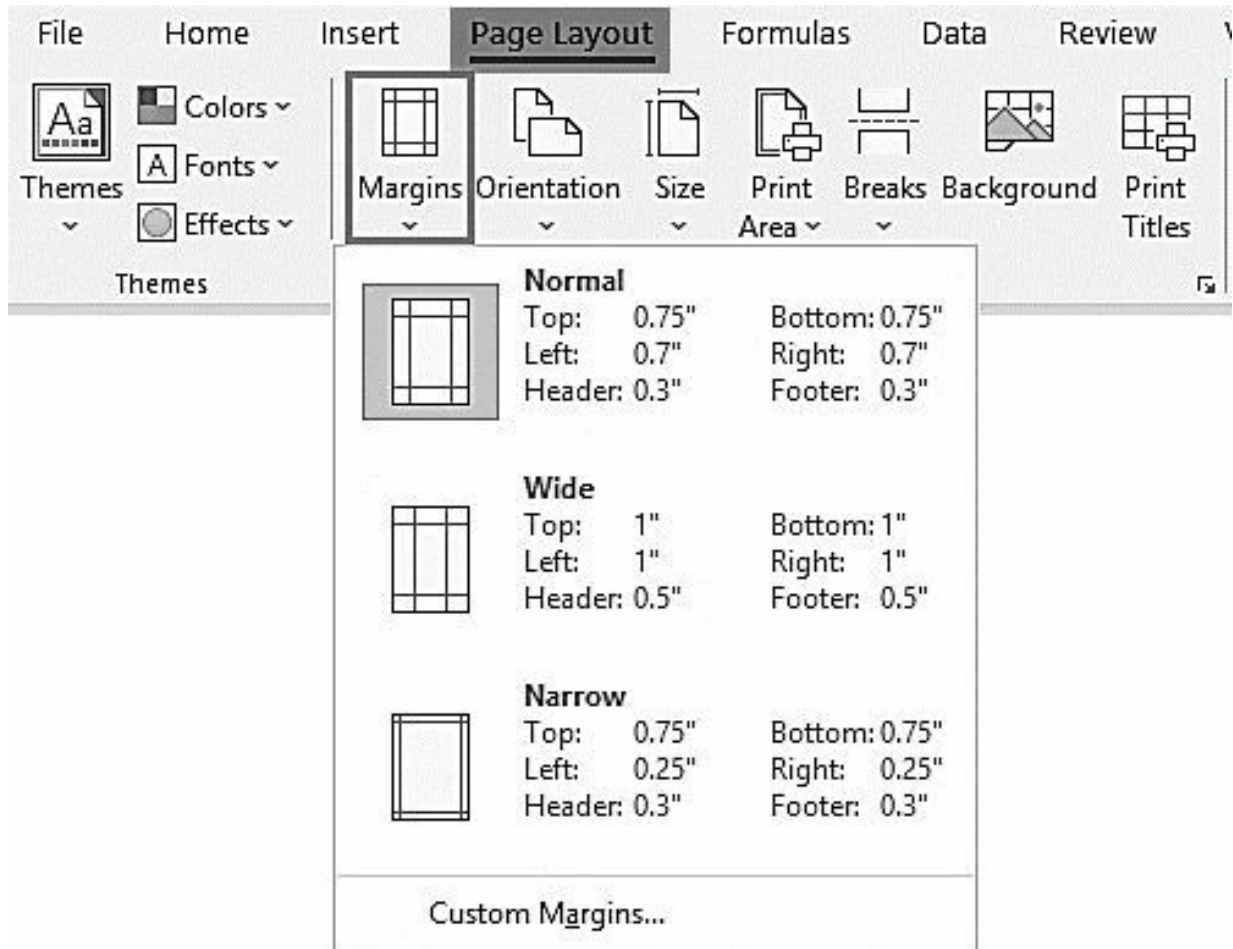 File Home Insert Page Layout Formulas Data Review
Aa Colors
A Fonts
Effects
Themes
Margins Orientation Size Print Area Breaks Background Print Titles
Themes
Normal
Top: 0.75" Bottom: 0.75"
Left: 0.7" Right: 0.7"
Header: 0.3" Footer: 0.3"
Wide
Top: 1" Bottom: 1"
Left: 1" Right: 1"
Header: 0.5" Footer: 0.5"
Narrow
Top: 0.75" Bottom: 0.75"
Left: 0.25" Right: 0.25"
Header: 0.3" Footer: 0.3"
Custom Margins...